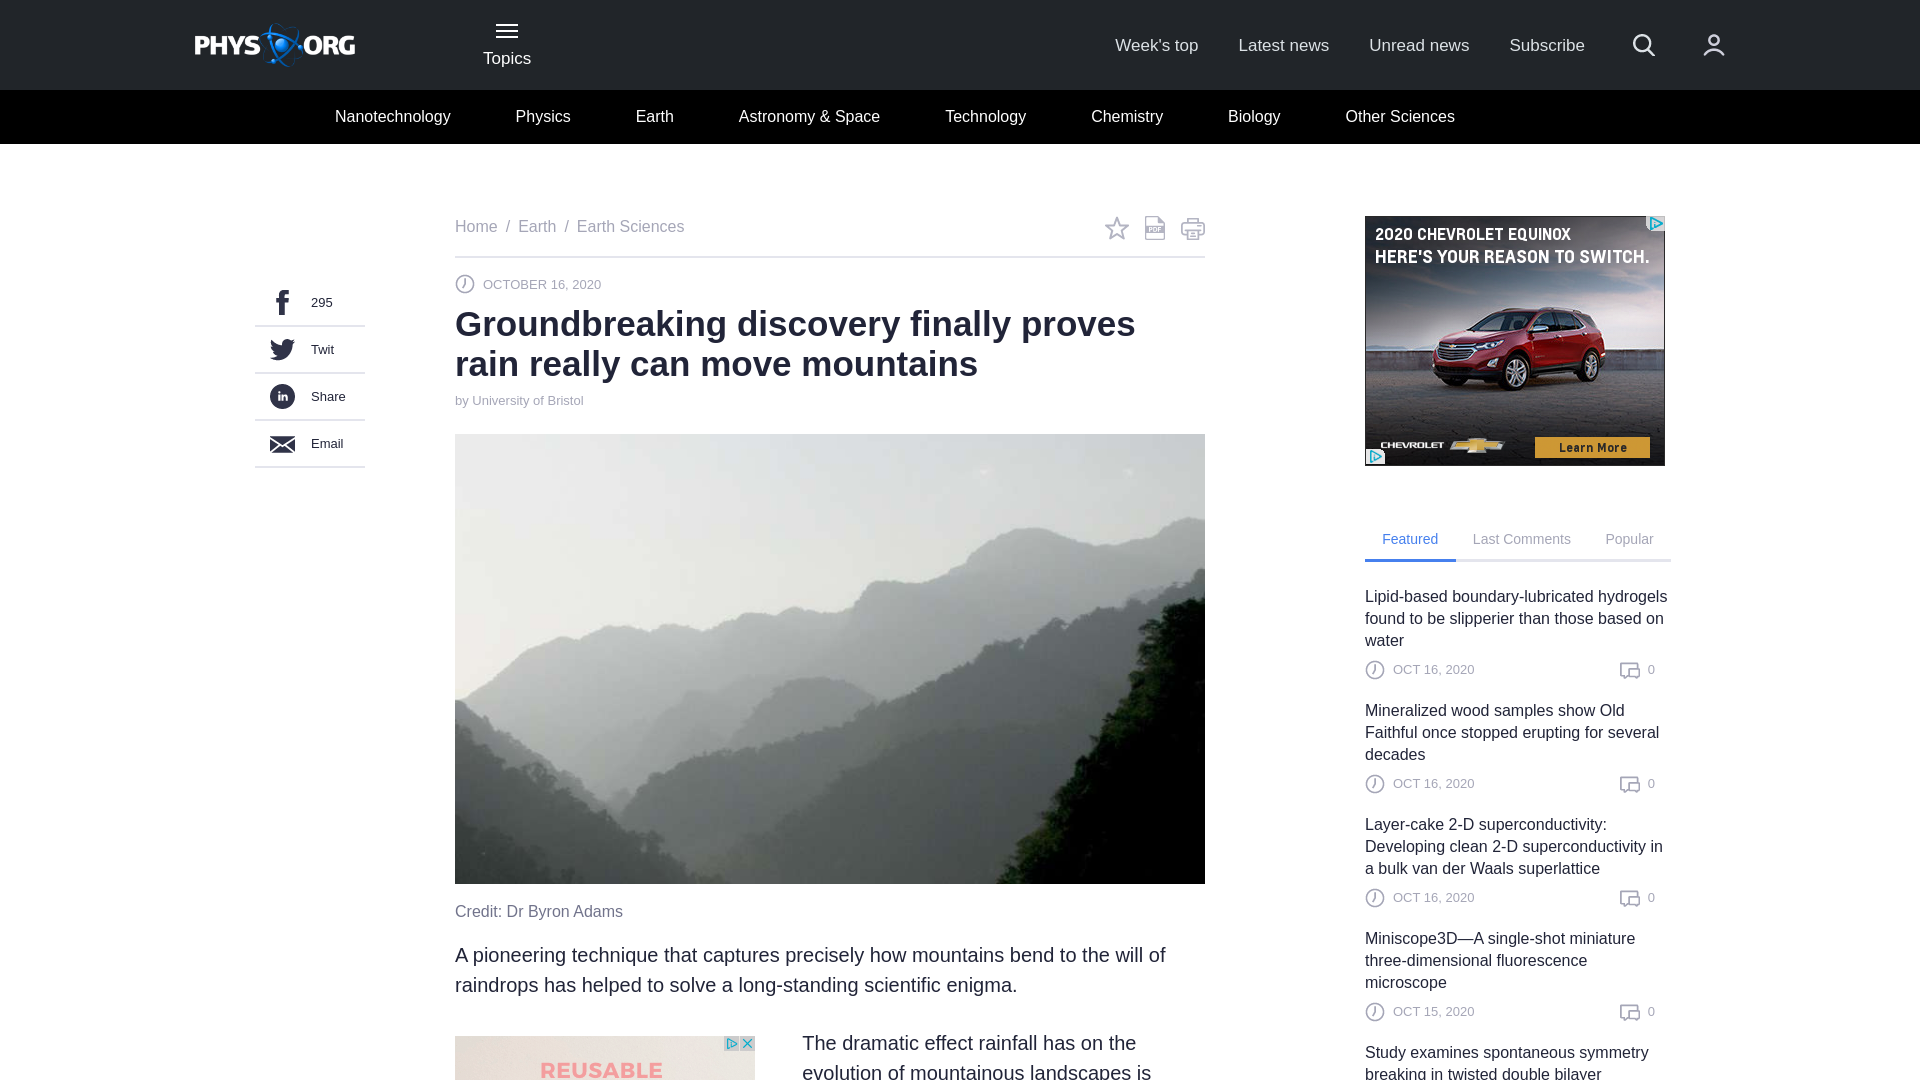 PHYS ORG
Topics
Week's top
Latest news
Unread news
Subscribe
Nanotechnology
Physics
Earth
Astronomy & Space
Technology
Chemistry
Biology
Other Sciences
Home / Earth / Earth Sciences
PDF
OCTOBER 16, 2020
Groundbreaking discovery finally proves
rain really can move mountains
by University of Bristol
295
Twit
in Share
Email
Credit: Dr Byron Adams
A pioneering technique that captures precisely how mountains bend to the will of
raindrops has helped to solve a long-standing scientific enigma.
REUSABLE
The dramatic effect rainfall has on the
evolution of mountainous landscapes is
2020 CHEVROLET EQUINOX
HERE'S YOUR REASON TO SWITCH.
CHEVROLET
Learn More
Featured
Last Comments
Popular
Lipid-based boundary-lubricated hydrogels
found to be slipperier than those based on
water
OCT 16, 2020
0
Mineralized wood samples show Old
Faithful once stopped erupting for several
decades
OCT 16, 2020
0
Layer-cake 2-D superconductivity:
Developing clean 2-D superconductivity in
a bulk van der Waals superlattice
OCT 16, 2020
0
Miniscope3D—A single-shot miniature
three-dimensional fluorescence
microscope
OCT 15, 2020
0
Study examines spontaneous symmetry
breaking in twisted double bilayer